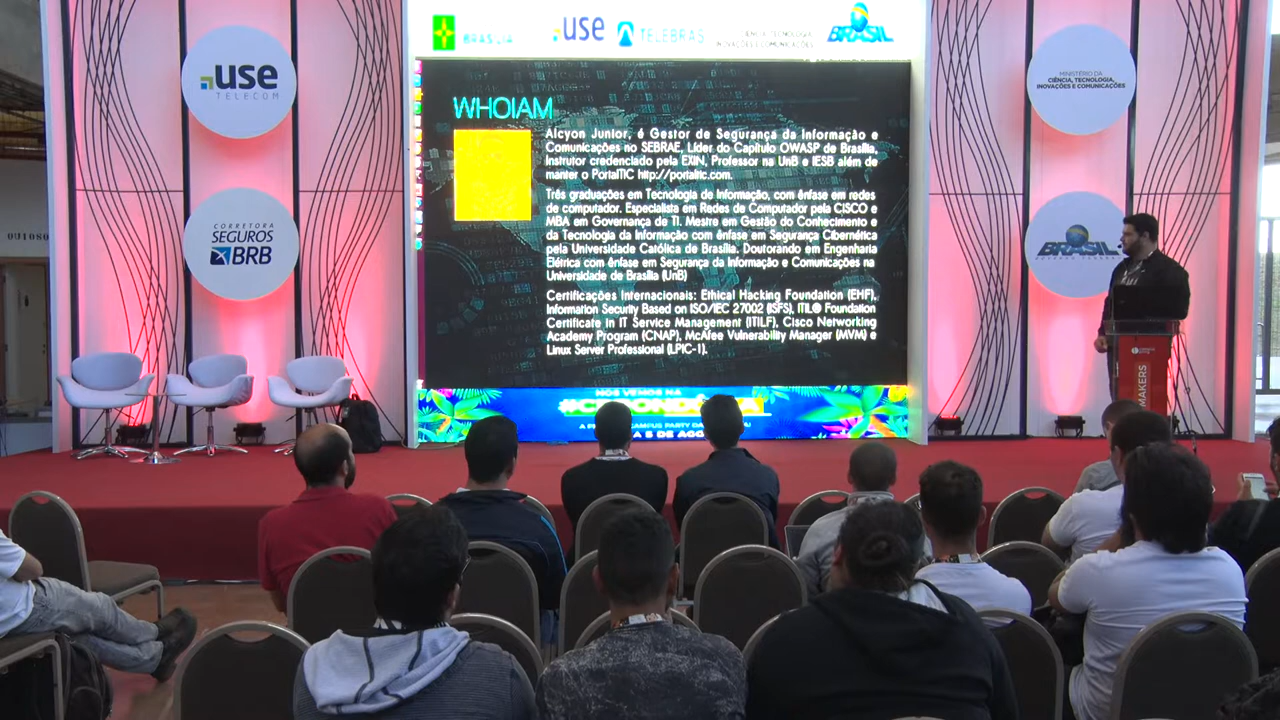 BRASÍLIA
use
TELEBRAS
CIÊNCIA, TECNOLOGIA,
INOVAÇÕES E COMUNICAÇÕES
BRASIL
use
TELECOM
MINISTÉRIO DA
CIÊNCIA, TECNOLOGIA,
INOVAÇÕES E COMUNICAÇÕES
CORRETORA
SEGUROS
BRB
BRASIL
WHOIAM
Alcyon Junior, é Gestor de Segurança da Informação e
Comunicações no SEBRAE, Líder do Capítulo OWASP de Brasília,
Instrutor credenciado pela EXIN, Professor na UnB e IESB além de
manter o PortalTIC http://portaltic.com.
Três graduações em Tecnologia de Informação, com ênfase em redes
de computador. Especialista em Redes de Computador pela CISCO e
MBA em Governança de TI. Mestre em Gestão do Conhecimento e
da Tecnologia da Informação com ênfase em Segurança Cibernética
pela Universidade Católica de Brasília. Doutorando em Engenharia
Elétrica com ênfase em Segurança da Informação e Comunicações na
Universidade de Brasília (UnB)
Certificações Internacionais: Ethical Hacking Foundation (EHF),
Information Security Based on ISO/IEC 27002 (ISFS), ITIL® Foundation
Certificate in IT Service Management (ITILF), Cisco Networking
Academy Program (CNAP), McAfee Vulnerability Manager (MVM) e
Linux Server Professional (LPIC-1).
NOS VEMOS NA
MAKERS